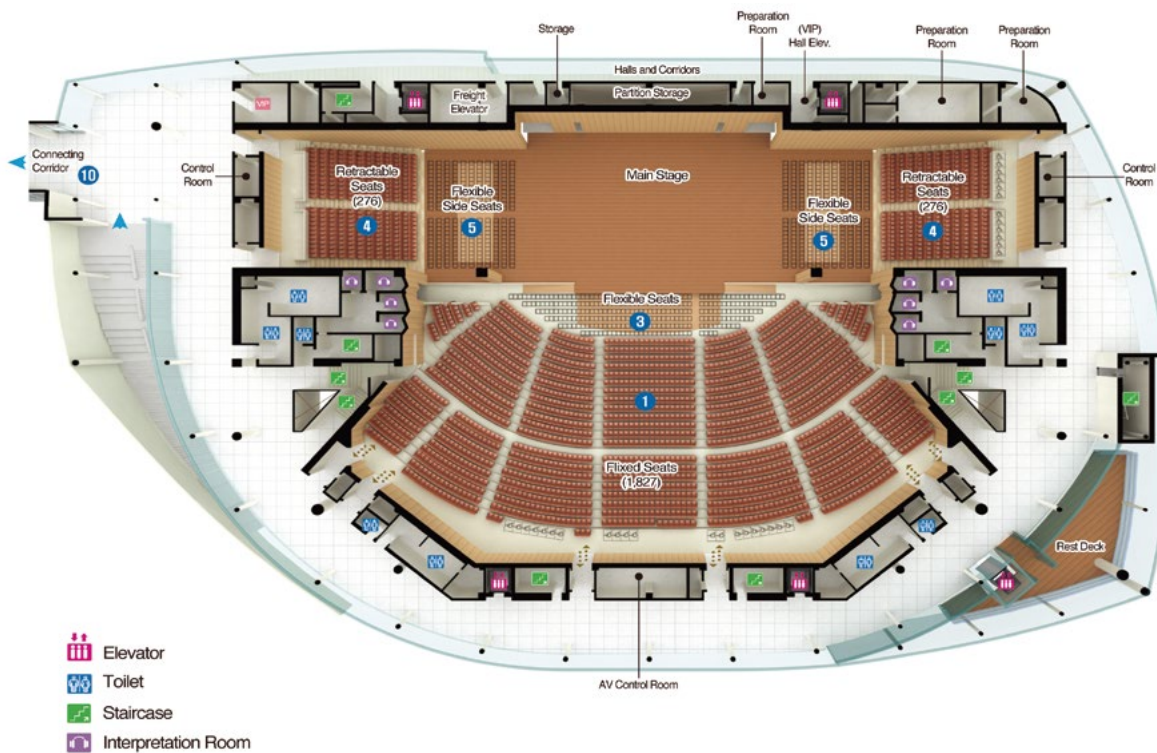 Storage
Preparation
Room
(VIP)
Hall Elev.
Preparation
Room
Preparation
Room
Halls and Corridors
VIP
Freight
Elevator
Partition Storage
Connecting
Corridor
10
Control
Room
Retractable
Seats
(276)
4
Flexible
Side Seats
5
Main Stage
Flexible
Side Seats
5
Retractable
Seats
(276)
4
Control
Room
Flexible Seats
3
1
Flixed Seats
(1,827)
Rest Deck
AV Control Room
Elevator
Toilet
Staircase
Interpretation Room